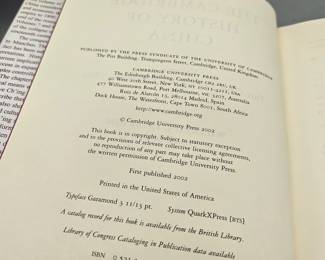 HISTORY OF
CHINA
PUBLISHED BY THE PRESS SYNDICATE OF THE UNIVERSITY OF CAMBRIDGE
The Pitt Building, Trumpington Street, Cambridge, United Kingdom
CAMBRIDGE UNIVERSITY PRESS
The Edinburgh Building, Cambridge CB2 2RU, UK
40 West 20th Street, New York, NY 10011-4211, USA
477 Williamstown Road, Port Melbourne, VIC 3207, Australia
Ruiz de Alarcón 13, 28014 Madrid, Spain
Dock House, The Waterfront, Cape Town 8001, South Africa
http://www.cambridge.org
© Cambridge University Press 2002
This book is in copyright. Subject to statutory exception
and to the provisions of relevant collective licensing agreements,
no reproduction of any part may take place without
the written permission of Cambridge University Press.
First published 2002
Printed in the United States of America
Typeface Garamond 3 11/13 pt. System QuarkXPress [BTS]
A catalog record for this book is available from the British Library.
Library of Congress Cataloging in Publication data available
ISBN